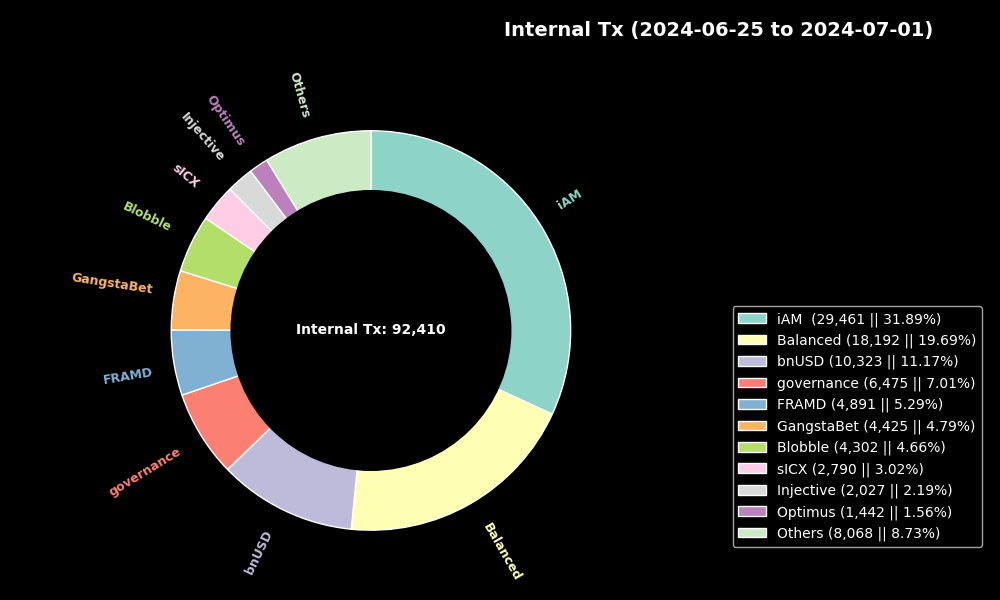 Internal Tx (2024-06-25 to 2024-07-01)
Others
Optimus
Injective
sICX
iAM
Blobble
GangstaBet
Internal Tx: 92,410
FRAMD
governance
bnUSD
Balanced
iAM  (29,461 || 31.89%)
Balanced (18,192 || 19.69%)
bnUSD (10,323 || 11.17%)
governance (6,475 || 7.01%)
FRAMD (4,891 || 5.29%)
GangstaBet (4,425 || 4.79%)
Blobble (4,302 || 4.66%)
sICX (2,790 || 3.02%)
Injective (2,027 || 2.19%)
Optimus (1,442 || 1.56%)
Others (8,068 || 8.73%)